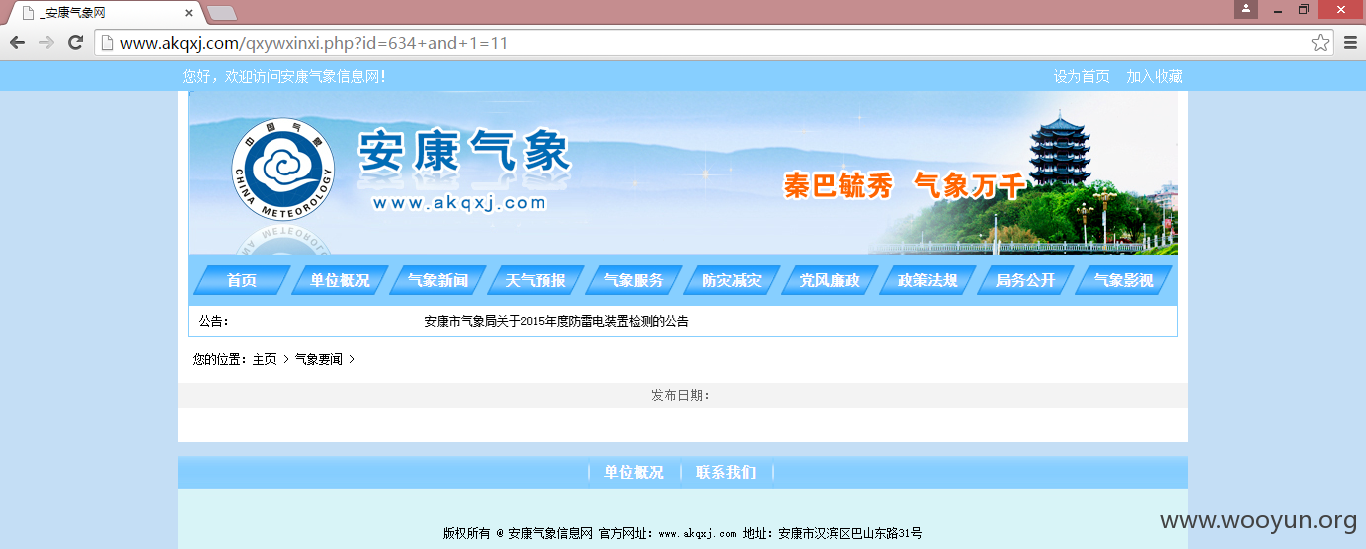 _安康气象网
www.akqxj.com/qxywxinxi.php?id=634+and+1=11
您好，欢迎访问安康气象信息网！
设为首页 加入收藏
中国气象
CHINA METEOROLOGY
安康气象
www.akqxj.com
秦巴毓秀 气象万千
首页 单位概况 气象新闻 天气预报 气象服务 防灾减灾 党风廉政 政策法规 局务公开 气象影视
公告： 安康市气象局关于2015年度防雷电装置检测的公告
您的位置：主页 > 气象要闻 >
发布日期：
单位概况 联系我们
版权所有 @ 安康气象信息网 官方网址：www.akqxj.com 地址：安康市汉滨区巴山东路31号
www.wooyun.org